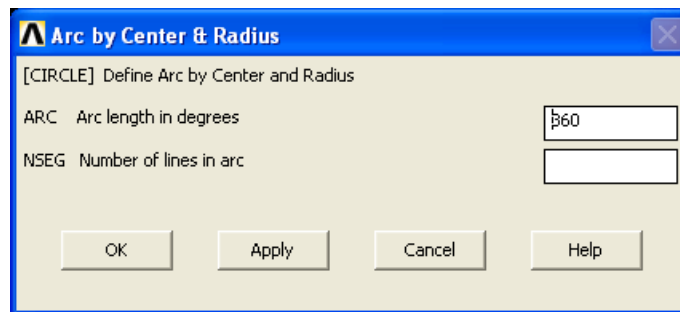 Arc by Center & Radius
[CIRCLE] Define Arc by Center and Radius
ARC Arc length in degrees 360
NSEG Number of lines in arc
OK Apply Cancel Help